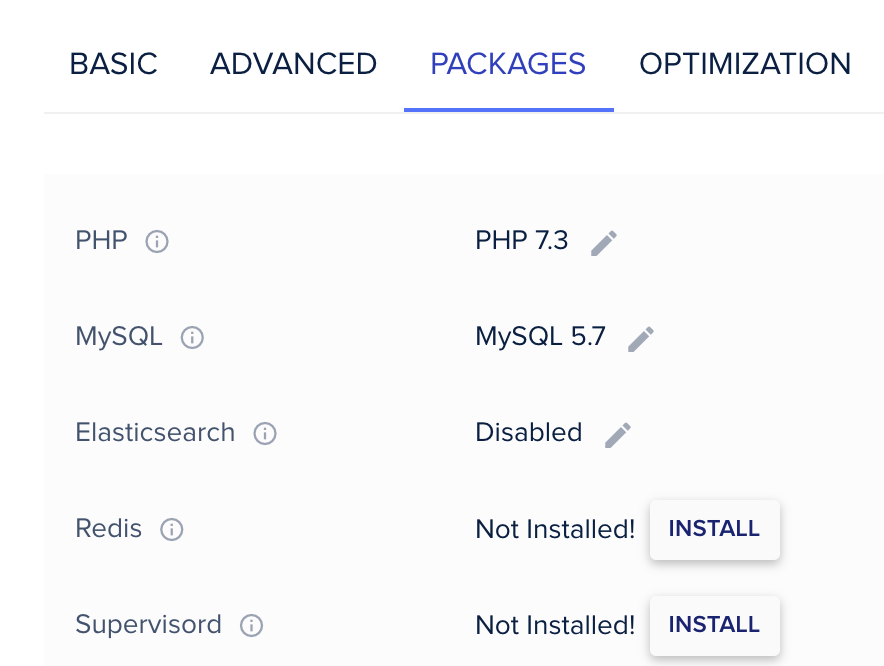 BASIC ADVANCED PACKAGES OPTIMIZATION
PHP PHP 7.3
MySQL MySQL 5.7
Elasticsearch Disabled
Redis Not Installed! INSTALL
Supervisord Not Installed! INSTALL